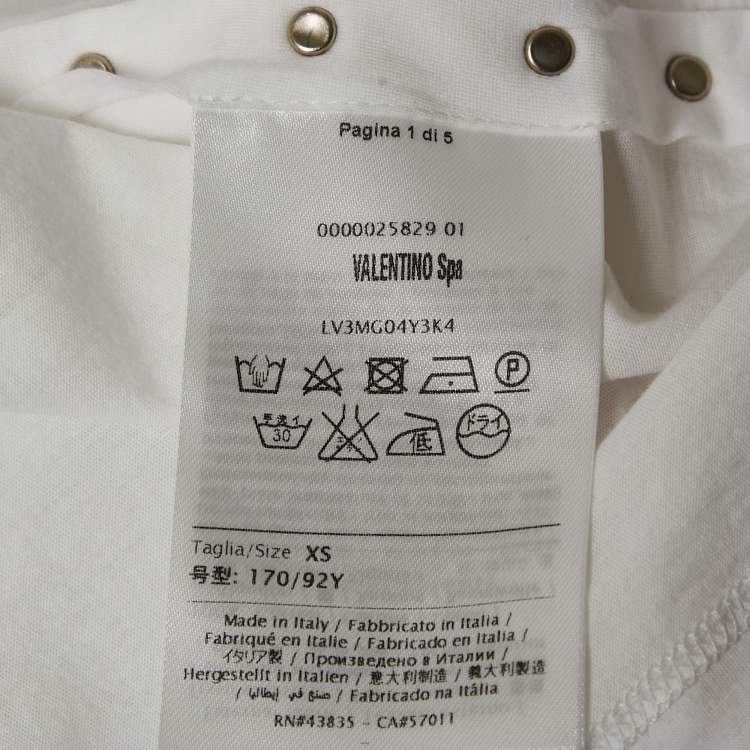 Pagina 1 di 5
0000025829 01
VALENTINO Spa
LV3MG04Y3K4
P
手洗イ
30
低
ドライ
Taglia/Size XS
号型: 170/92Y
Made in Italy / Fabbricato in Italia /
Fabriqué en Italie / Fabricado en Italia /
イタリア製 / Произведено в Италии /
Hergestellt in Italien / 意大利制造 / 義大利製造
/ صنع في إيطاليا / Fabricado na Itália
RN#43835 - CA#57011